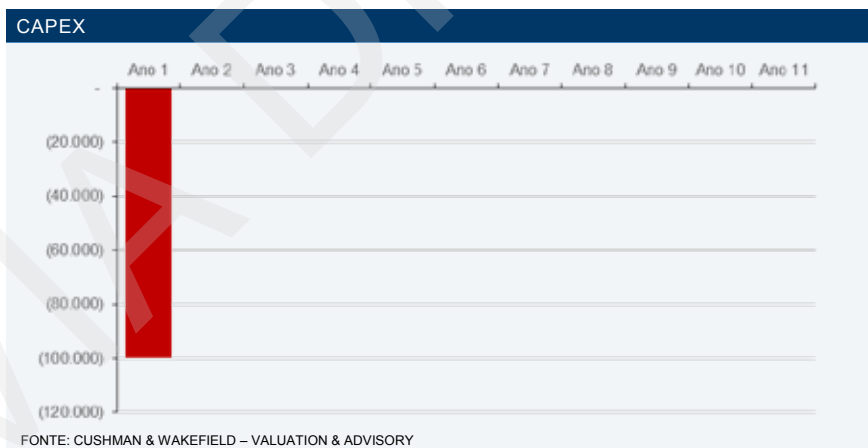 CAPEX
Ano 1 Ano 2 Ano 3 Ano 4 Ano 5 Ano 6 Ano 7 Ano 8 Ano 9 Ano 10 Ano 11
-
(20.000)
(40.000)
(60.000)
(80.000)
(100.000)
(120.000)
FONTE: CUSHMAN & WAKEFIELD – VALUATION & ADVISORY